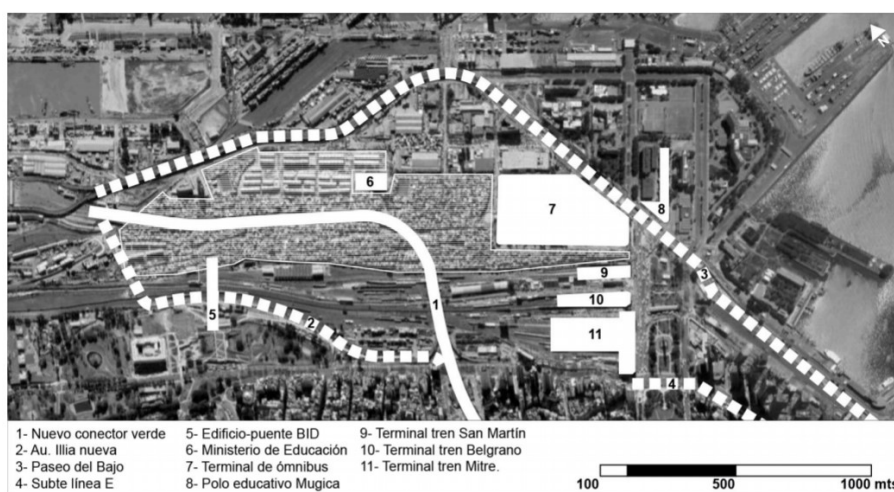 N
6
7
8
3
9
10
11
1
5
2
4
1- Nuevo conector verde
2- Au. Illia nueva
3- Paseo del Bajo
4- Subte línea E
5- Edificio-puente BID
6- Ministerio de Educación
7- Terminal de ómnibus
8- Polo educativo Mugica
9- Terminal tren San Martín
10- Terminal tren Belgrano
11- Terminal tren Mitre.
100 500 1000 mts